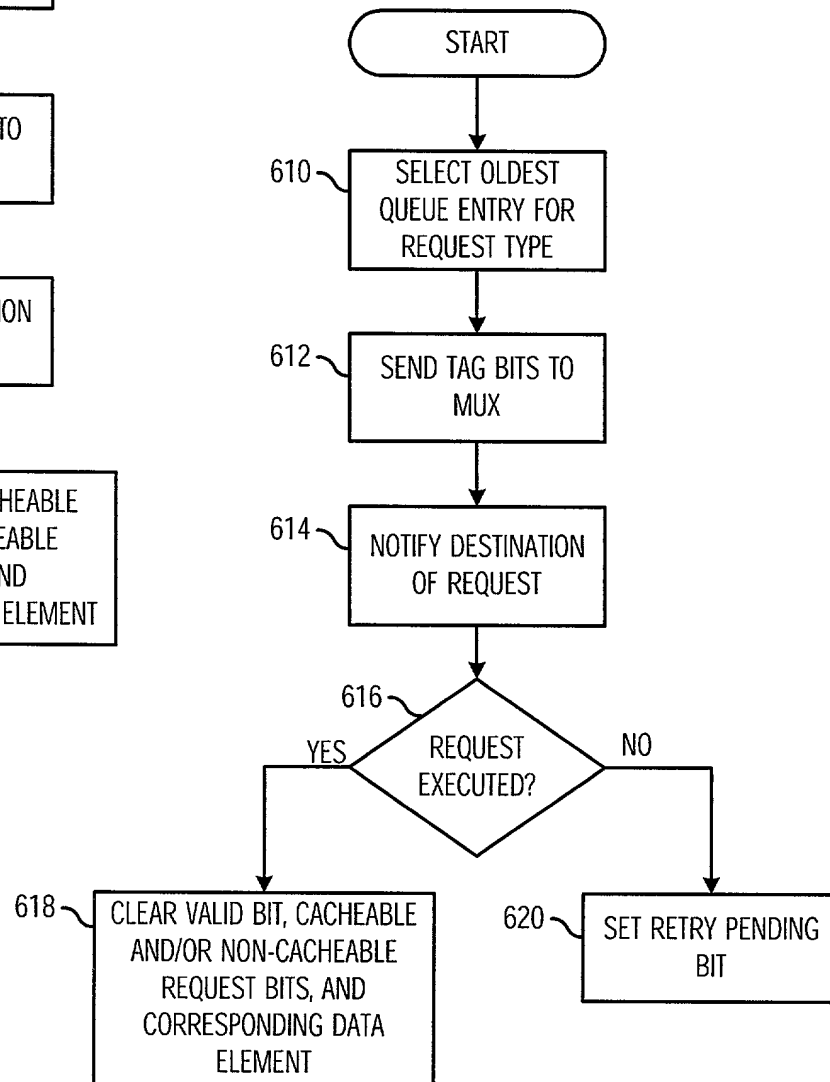 START
610
SELECT OLDEST
QUEUE ENTRY FOR
REQUEST TYPE
612
SEND TAG BITS TO
MUX
614
NOTIFY DESTINATION
OF REQUEST
616
REQUEST
EXECUTED?
YES
NO
618
CLEAR VALID BIT, CACHEABLE
AND/OR NON-CACHEABLE
REQUEST BITS, AND
CORRESPONDING DATA
ELEMENT
620
SET RETRY PENDING
BIT
TO
ION
HEABLE
EABLE
ND
ELEMENT